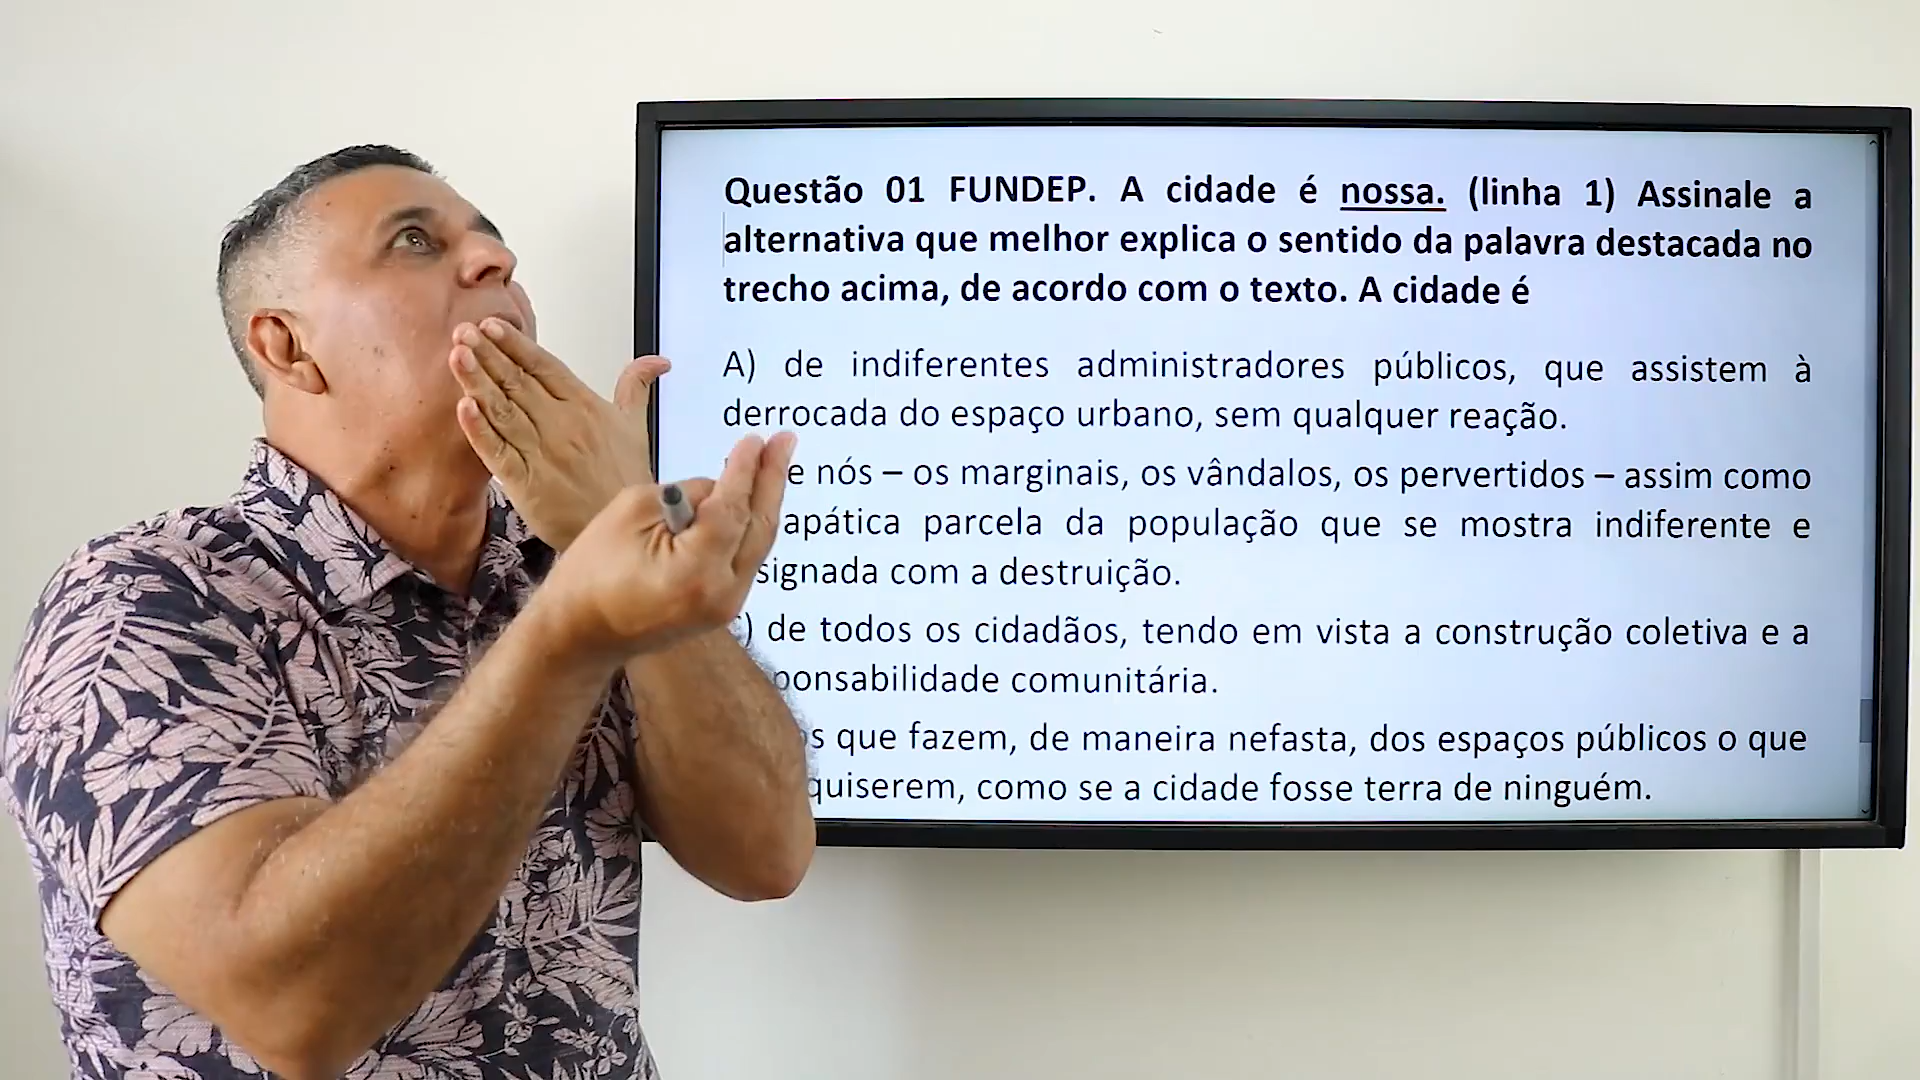 Questão 01 FUNDEP. A cidade é nossa. (linha 1) Assinale a
alternativa que melhor explica o sentido da palavra destacada no
trecho acima, de acordo com o texto. A cidade é
A) de indiferentes administradores públicos, que assistem à
derrocada do espaço urbano, sem qualquer reação.
nós – os marginais, os vândalos, os pervertidos – assim como
apática parcela da população que se mostra indiferente e
signada com a destruição.
) de todos os cidadãos, tendo em vista a construção coletiva e a
ponsabilidade comunitária.
que fazem, de maneira nefasta, dos espaços públicos o que
quiserem, como se a cidade fosse terra de ninguém.